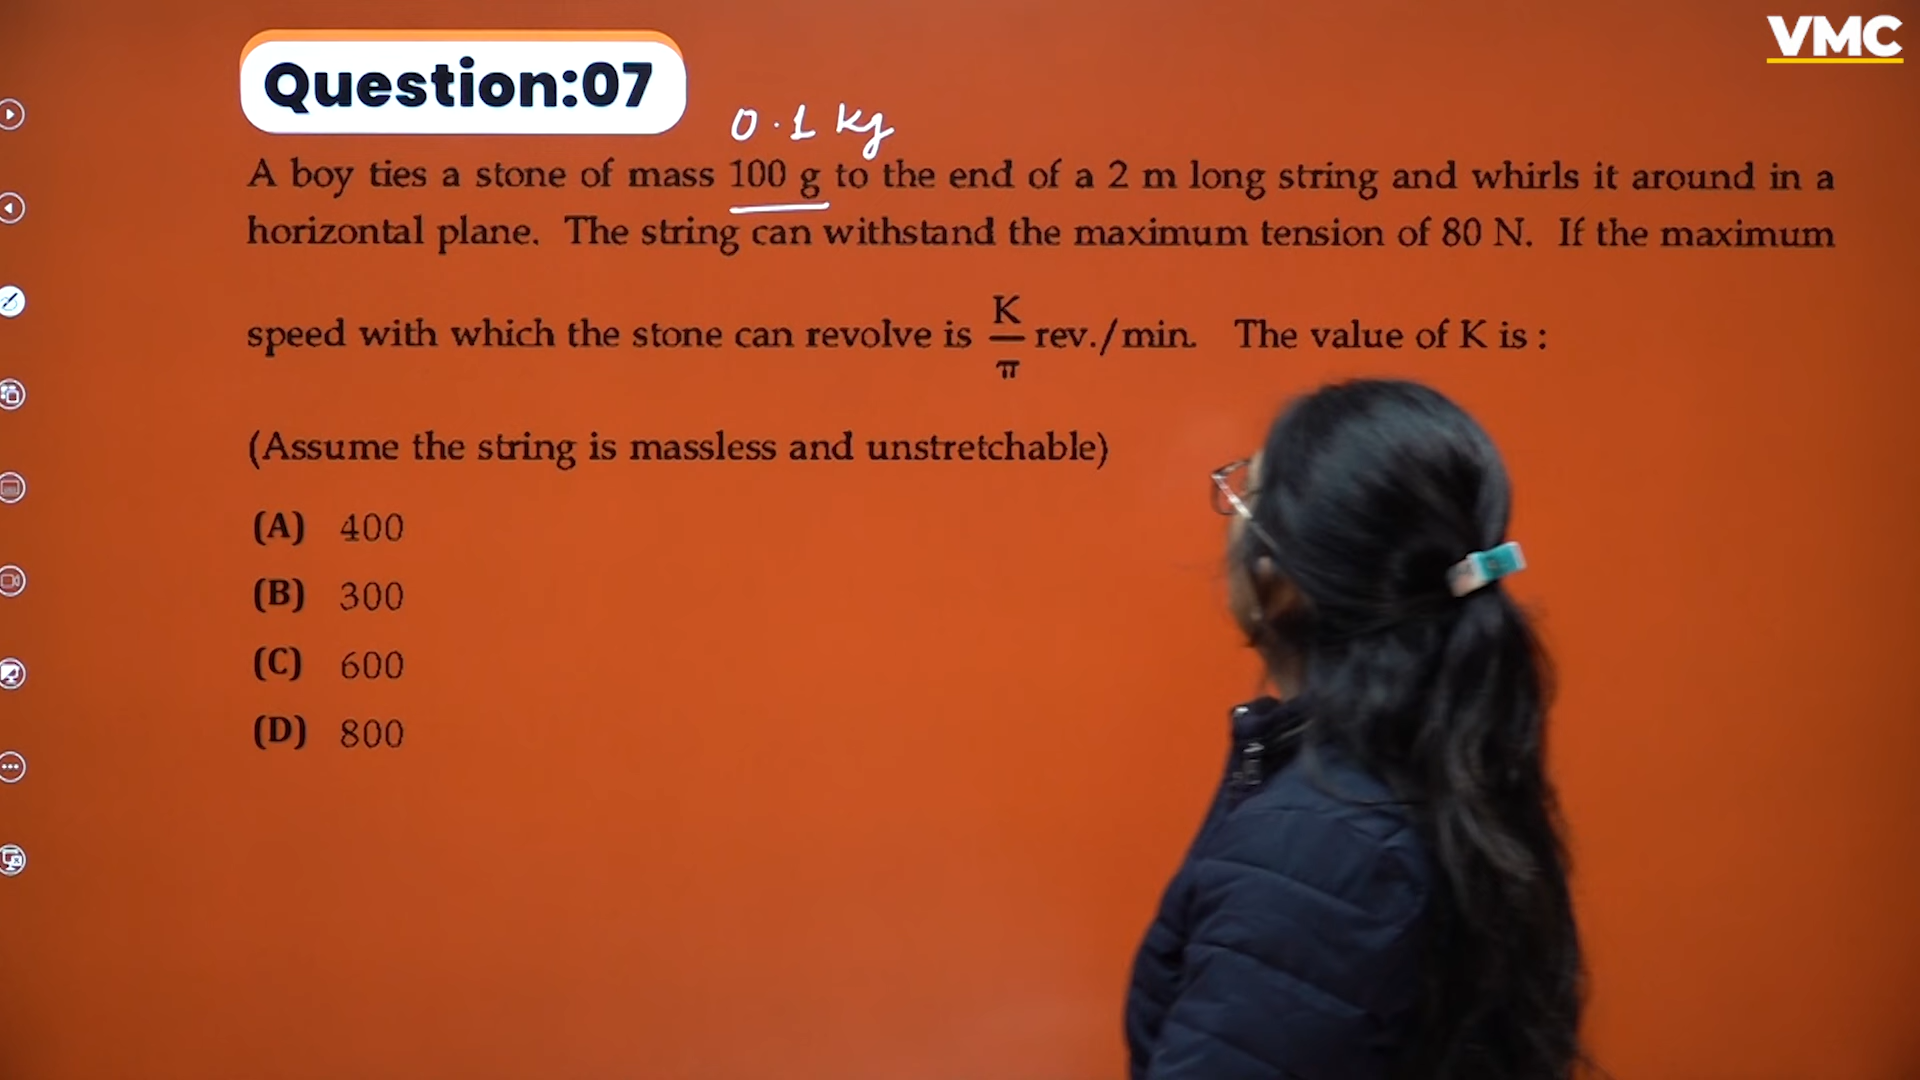 VMC
Question:07
0.1 kg
A boy ties a stone of mass 100 g to the end of a 2 m long string and whirls it around in a
horizontal plane. The string can withstand the maximum tension of 80 N. If the maximum
speed with which the stone can revolve is K/π rev./min. The value of K is :
(Assume the string is massless and unstretchable)
(A) 400
(B) 300
(C) 600
(D) 800